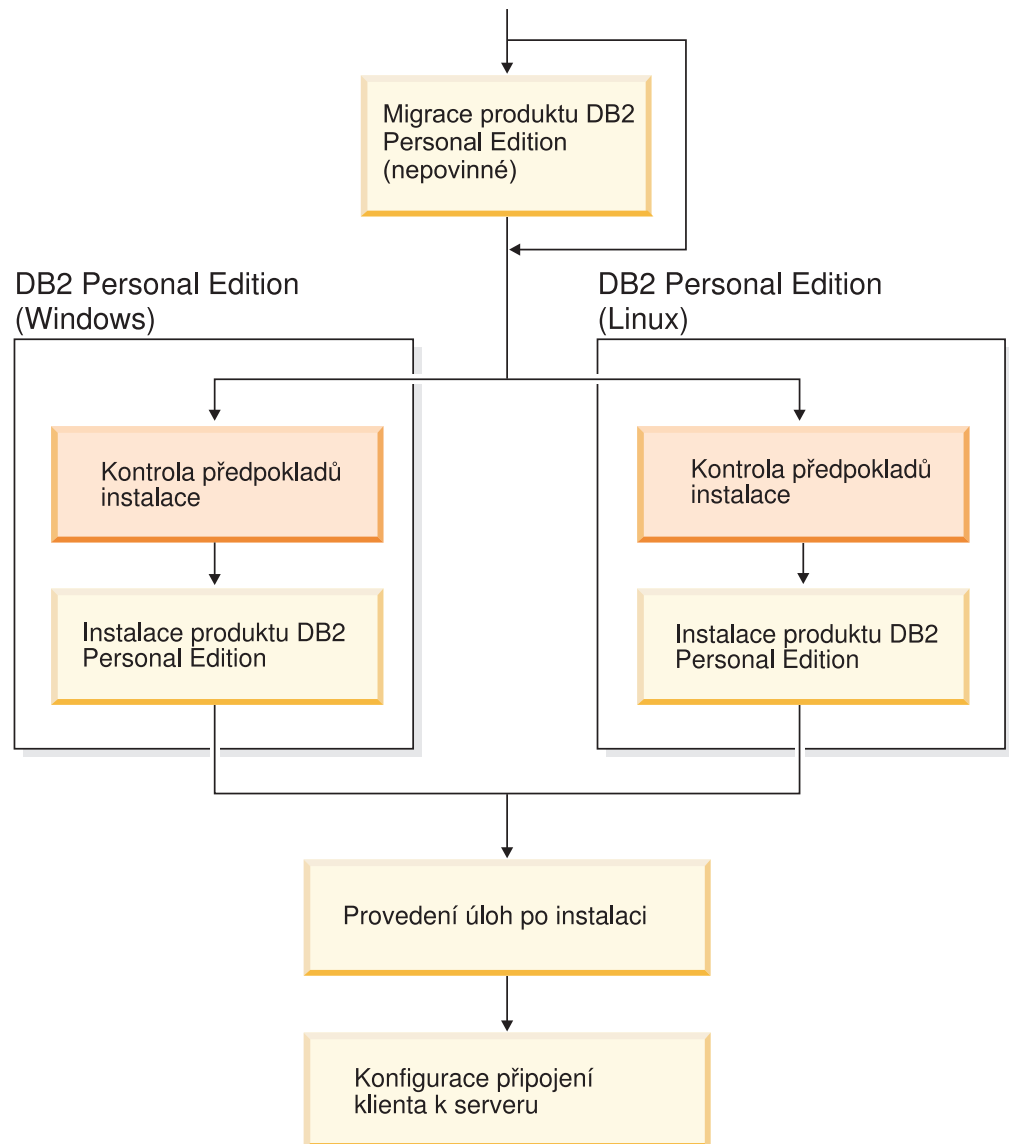 Migrace produktu DB2
Personal Edition
(nepovinné)
DB2 Personal Edition
(Windows)
DB2 Personal Edition
(Linux)
Kontrola předpokladů
instalace
Kontrola předpokladů
instalace
Instalace produktu DB2
Personal Edition
Instalace produktu DB2
Personal Edition
Provedení úloh po instalaci
Konfigurace připojení
klienta k serveru